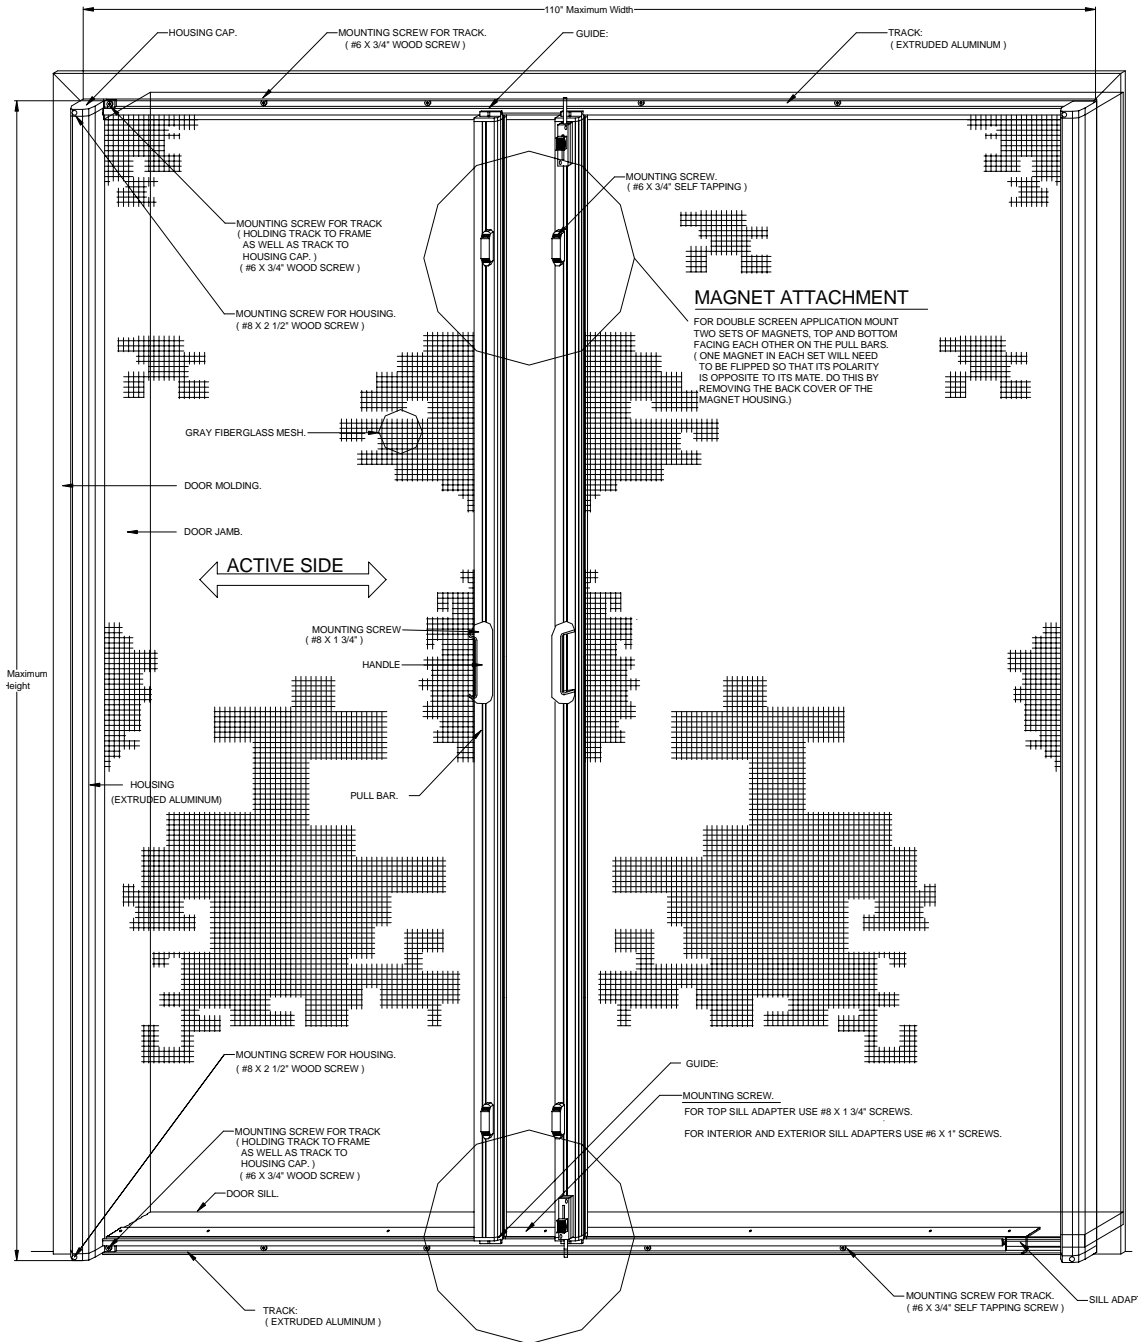 110" Maximum Width
HOUSING CAP.
MOUNTING SCREW FOR TRACK.
( #6 X 3/4" WOOD SCREW )
GUIDE:
TRACK:
( EXTRUDED ALUMINUM )
MOUNTING SCREW.
( #6 X 3/4" SELF TAPPING )
MOUNTING SCREW FOR TRACK
( HOLDING TRACK TO FRAME
AS WELL AS TRACK TO
HOUSING CAP. )
( #6 X 3/4" WOOD SCREW )
MOUNTING SCREW FOR HOUSING.
( #8 X 2 1/2" WOOD SCREW )
MAGNET ATTACHMENT
FOR DOUBLE SCREEN APPLICATION MOUNT
TWO SETS OF MAGNETS, TOP AND BOTTOM
FACING EACH OTHER ON THE PULL BARS.
( ONE MAGNET IN EACH SET WILL NEED
TO BE FLIPPED SO THAT ITS POLARITY
IS OPPOSITE TO ITS MATE. DO THIS BY
REMOVING THE BACK COVER OF THE
MAGNET HOUSING.)
GRAY FIBERGLASS MESH.
DOOR MOLDING.
DOOR JAMB.
ACTIVE SIDE
MOUNTING SCREW
( #8 X 1 3/4" )
HANDLE
Maximum
HOUSING
(EXTRUDED ALUMINUM)
PULL BAR.
MOUNTING SCREW FOR HOUSING.
( #8 X 2 1/2" WOOD SCREW )
GUIDE:
MOUNTING SCREW.
FOR TOP SILL ADAPTER USE #8 X 1 3/4" SCREWS.
FOR INTERIOR AND EXTERIOR SILL ADAPTERS USE #6 X 1" SCREWS.
MOUNTING SCREW FOR TRACK
( HOLDING TRACK TO FRAME
AS WELL AS TRACK TO
HOUSING CAP. )
( #6 X 3/4" WOOD SCREW )
DOOR SILL.
TRACK:
( EXTRUDED ALUMINUM )
MOUNTING SCREW FOR TRACK.
( #6 X 3/4" SELF TAPPING SCREW )
SILL